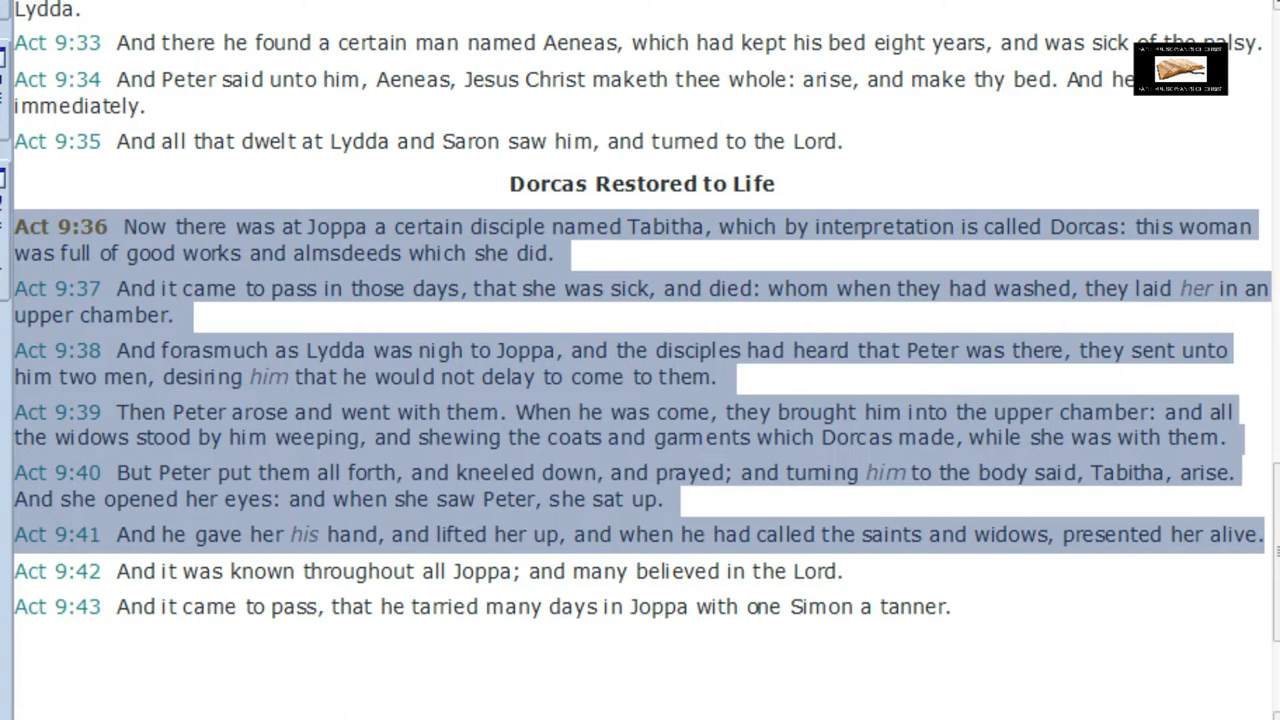 Lydda.
Act 9:33 And there he found a certain man named Aeneas, which had kept his bed eight years, and was sick of the palsy.
Act 9:34 And Peter said unto him, Aeneas, Jesus Christ maketh thee whole: arise, and make thy bed. And he
immediately.
Act 9:35 And all that dwelt at Lydda and Saron saw him, and turned to the Lord.
Dorcas Restored to Life
Act 9:36 Now there was at Joppa a certain disciple named Tabitha, which by interpretation is called Dorcas: this woman
was full of good works and almsdeeds which she did.
Act 9:37 And it came to pass in those days, that she was sick, and died: whom when they had washed, they laid her in an
upper chamber.
Act 9:38 And forasmuch as Lydda was nigh to Joppa, and the disciples had heard that Peter was there, they sent unto
him two men, desiring him that he would not delay to come to them.
Act 9:39 Then Peter arose and went with them. When he was come, they brought him into the upper chamber: and all
the widows stood by him weeping, and shewing the coats and garments which Dorcas made, while she was with them.
Act 9:40 But Peter put them all forth, and kneeled down, and prayed; and turning him to the body said, Tabitha, arise.
And she opened her eyes: and when she saw Peter, she sat up.
Act 9:41 And he gave her his hand, and lifted her up, and when he had called the saints and widows, presented her alive.
Act 9:42 And it was known throughout all Joppa; and many believed in the Lord.
Act 9:43 And it came to pass, that he tarried many days in Joppa with one Simon a tanner.